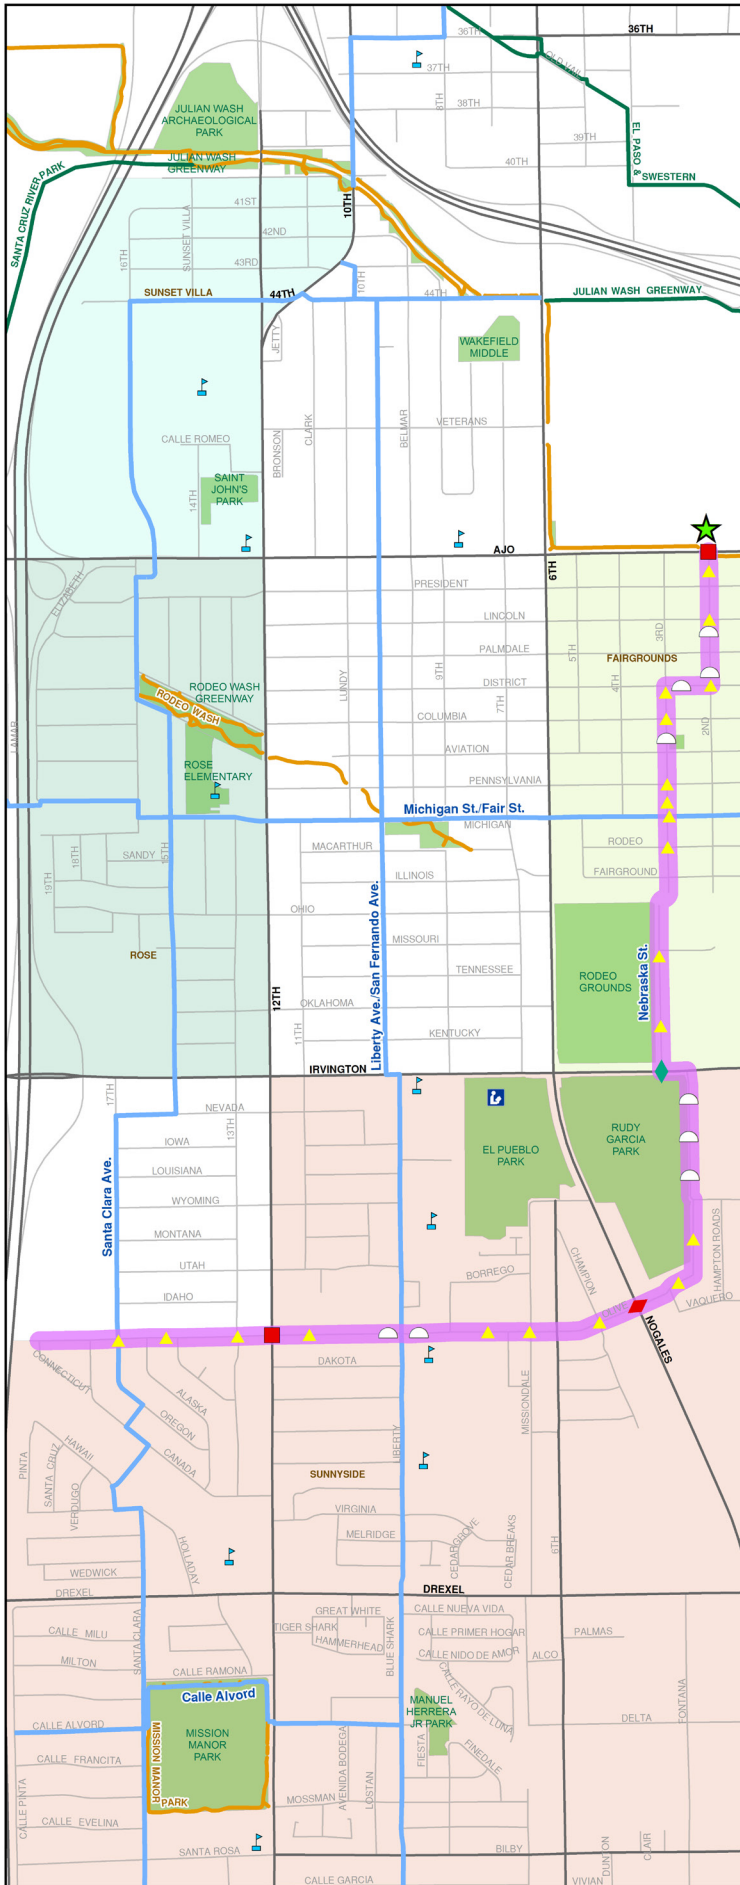 36TH
36TH
37TH
OLD VAIL
8TH
38TH
JULIAN WASH
ARCHAEOLOGICAL
PARK
EL PASO &
SWESTERN
39TH
40TH
JULIAN WASH
GREENWAY
SANTA CRUZ RIVER PARK
41ST
10TH
SUNSET VILLA
42ND
16TH
43RD
10TH
SUNSET VILLA
44TH
44TH
JULIAN WASH GREENWAY
JETTY
WAKEFIELD
MIDDLE
CLARK
BELMAR
VETERANS
CALLE ROMEO
BRONSON
14TH
SAINT
JOHN'S
PARK
AJO
6TH
ELIZABETH
PRESIDENT
LINCOLN
3RD
5TH
PALMDALE
FAIRGROUNDS
9TH
4TH
LUNDY
DISTRICT
RODEO WASH
GREENWAY
RODEO WASH
7TH
2ND
COLUMBIA
LAMAR
AVIATION
ROSE
ELEMENTARY
PENNSYLVANIA
Michigan St./Fair St.
MICHIGAN
MACARTHUR
RODEO
18TH
SANDY
15TH
19TH
ILLINOIS
FAIRGROUND
OHIO
Liberty Ave./San Fernando Ave.
MISSOURI
ROSE
Nebraska St.
TENNESSEE
RODEO
GROUNDS
12TH
OKLAHOMA
11TH
KENTUCKY
IRVINGTON
17TH
NEVADA
13TH
IOWA
RUDY
GARCIA
PARK
EL PUEBLO
PARK
LOUISIANA
Santa Clara Ave.
WYOMING
MONTANA
HAMPTON ROADS
UTAH
BORREGO
CHAMPION
IDAHO
VAQUERO
OLIVE
NOGALES
DAKOTA
CONNECTICUT
ALASKA
MISSIONDALE
OREGON
LIBERTY
HAWAII
CANADA
PINTA
SANTA CRUZ
VERDUGO
SUNNYSIDE
VIRGINIA
MELRIDGE
CEDAR GROVE
CEDAR BREAKS
6TH
HOLLADAY
WEDWICK
DREXEL
DREXEL
GREAT WHITE
CALLE NUEVA VIDA
SANTA CLARA
TIGER SHARK
HAMMERHEAD
BLUE SHARK
CALLE PRIMER HOGAR
PALMAS
CALLE MILU
CALLE NIDO DE AMOR
ALCO
MILTON
CALLE RAMONA
CALLE RAYO DE LUNA
FONTANA
Calle Alvord
MANUEL
HERRERA
JR PARK
CALLE ALVORD
DELTA
MISSION
MANOR
PARK
MISSION MANOR
PARK
AVENIDA BODEGA
FIESTA
FINEDALE
CALLE FRANCITA
CALLE PINTA
LOSTAN
MOSSMAN
CALLE EVELINA
SANTA ROSA
BILBY
DUNTON
CLAIR
CALLE GARCIA
VIVIAN